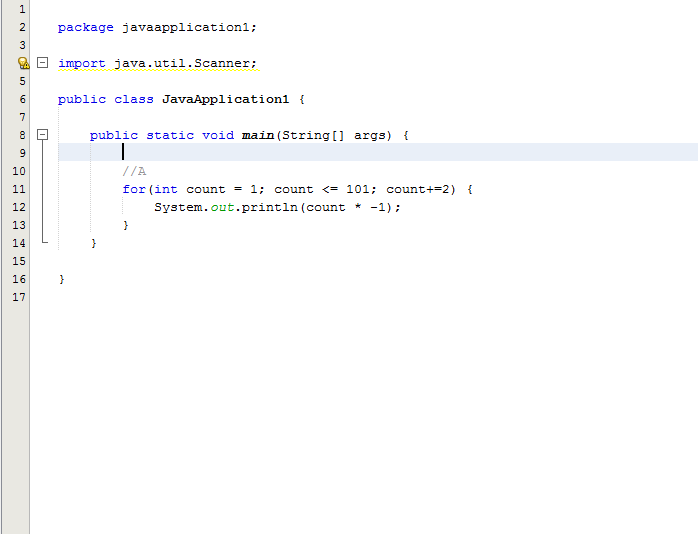 1
2 package javaapplication1;
3
import java.util.Scanner;
5
6 public class JavaApplication1 {
7
8 public static void main(String[] args) {
9
10 //A
11 for(int count = 1; count <= 101; count+=2) {
12 System.out.println(count * -1);
13 }
14 }
15
16 }
17